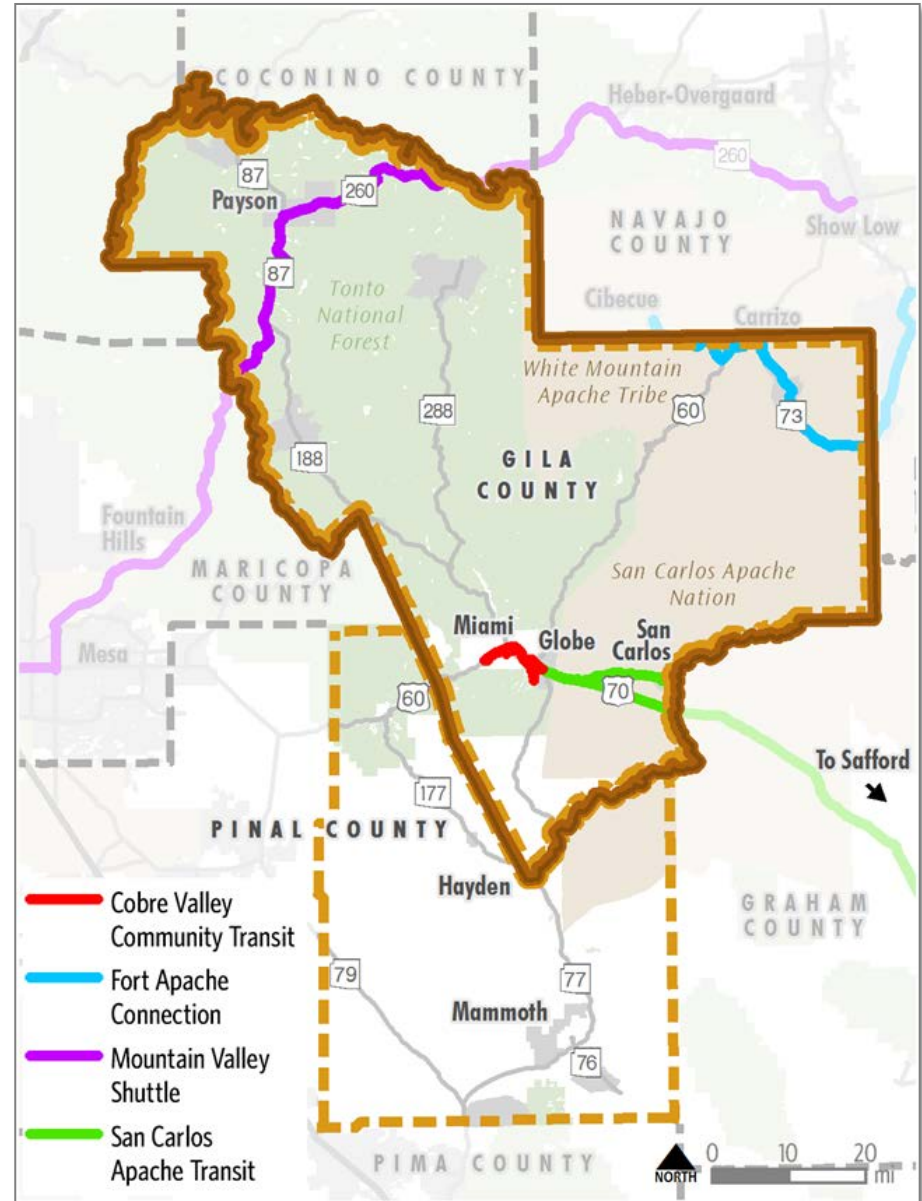 COCONINO COUNTY
Heber-Overgaard
87
260
260
Payson
NAVAJO
COUNTY
Show Low
87
Tonto
National
Forest
Cibecue
Carrizo
White Mountain
Apache Tribe
60
73
288
188
GILA
COUNTY
Fountain
Hills
MARICOPA
COUNTY
San Carlos Apache
Nation
Miami
Globe
San
Carlos
Mesa
60
70
To Safford
177
PINAL COUNTY
Hayden
GRAHAM
COUNTY
79
77
Mammoth
76
PIMA COUNTY
Cobre Valley
Community Transit
Fort Apache
Connection
Mountain Valley
Shuttle
San Carlos
Apache Transit
NORTH
0 10 20
mi